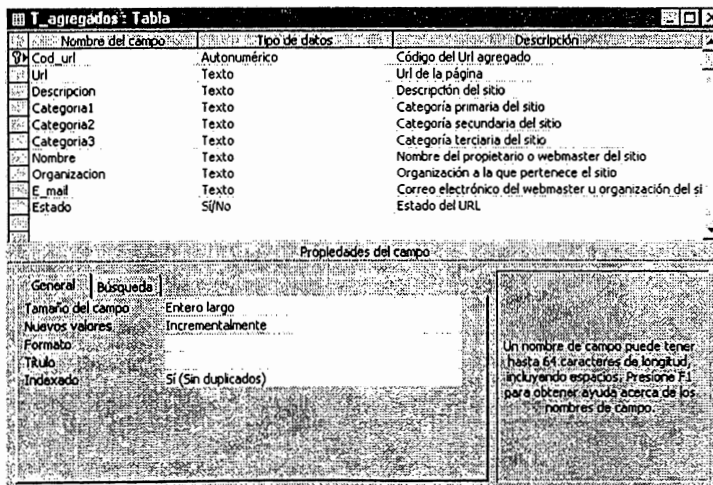 T_agregados : Tabla
Nombre del campo Tipo de datos Descripción
Cod_url Autonumérico Código del Url agregado
Url Texto Url de la página
Descripcion Texto Descripción del sitio
Categoria1 Texto Categoría primaria del sitio
Categoria2 Texto Categoría secundaria del sitio
Categoria3 Texto Categoría terciaria del sitio
Nombre Texto Nombre del propietario o webmaster del sitio
Organizacion Texto Organización a la que pertenece el sitio
E_mail Texto Correo electrónico del webmaster u organización del si
Estado Sí/No Estado del URL
Propiedades del campo
General Búsqueda
Tamaño del campo Entero largo
Nuevos valores Incrementalmente
Formato
Título
Indexado Sí (Sin duplicados)
Un nombre de campo puede tener
hasta 64 caracteres de longitud,
incluyendo espacios. Presione F1
para obtener ayuda acerca de los
nombres de campo.